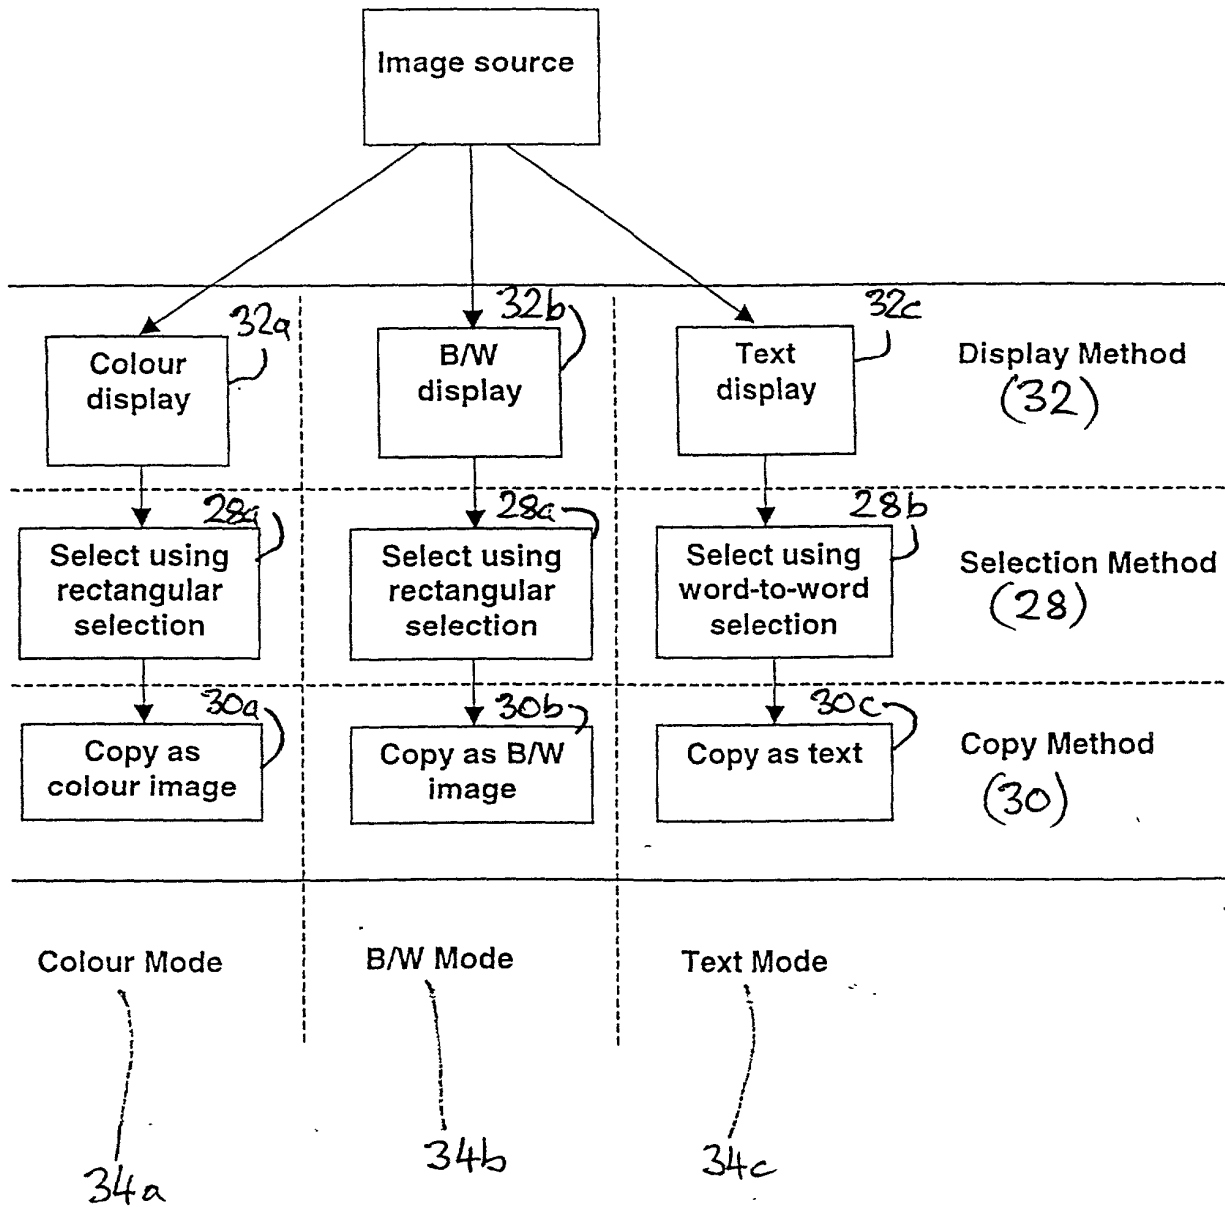 Image source
32a
32b
32c
Colour
display
B/W
display
Text
display
Display Method
(32)
28a
28a
28b
Select using
rectangular
selection
Select using
rectangular
selection
Select using
word-to-word
selection
Selection Method
(28)
30a
30b
30c
Copy as
colour image
Copy as B/W
image
Copy as text
Copy Method
(30)
Colour Mode
B/W Mode
Text Mode
34a
34b
34c